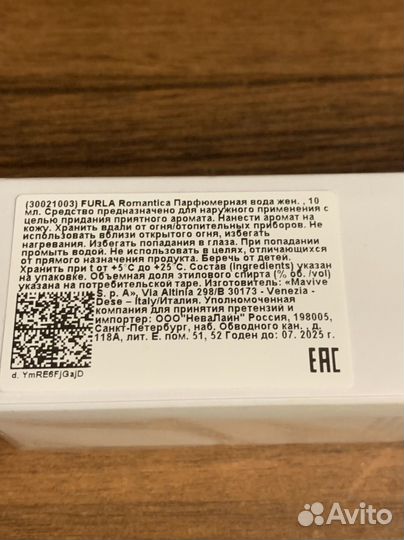 (30021003) FURLA Romantica Парфюмерная вода жен. , 10
мл. Средство предназначено для наружного применения с
целью придания приятного аромата. Нанести аромат на
кожу. Хранить вдали от огня/отопительных приборов. Не
использовать вблизи открытого огня, избегать
нагревания. Избегать попадания в глаза. При попадании
промыть водой. Не использовать в целях, отличающихся
от прямого назначения продукта. Беречь от детей.
Хранить при t от +5°С до +25°С. Состав (ingredients) указан
на упаковке. Объемная доля этилового спирта (% об. /vol)
указана на потребительской таре. Изготовитель: «Mavive
S. p. A», Via Altinia 298/B 30173 - Venezia -
Dese – Italy/Италия. Уполномоченная
компания для принятия претензий и
импортер: ООО"НеваЛайн" Россия, 198005,
Санкт-Петербург, наб. Обводного кан. , д.
118А, лит. Е. пом. 51, 52 Годен до: 07. 2025 г.
EAC
d. YmRE6FjGajD
Avito